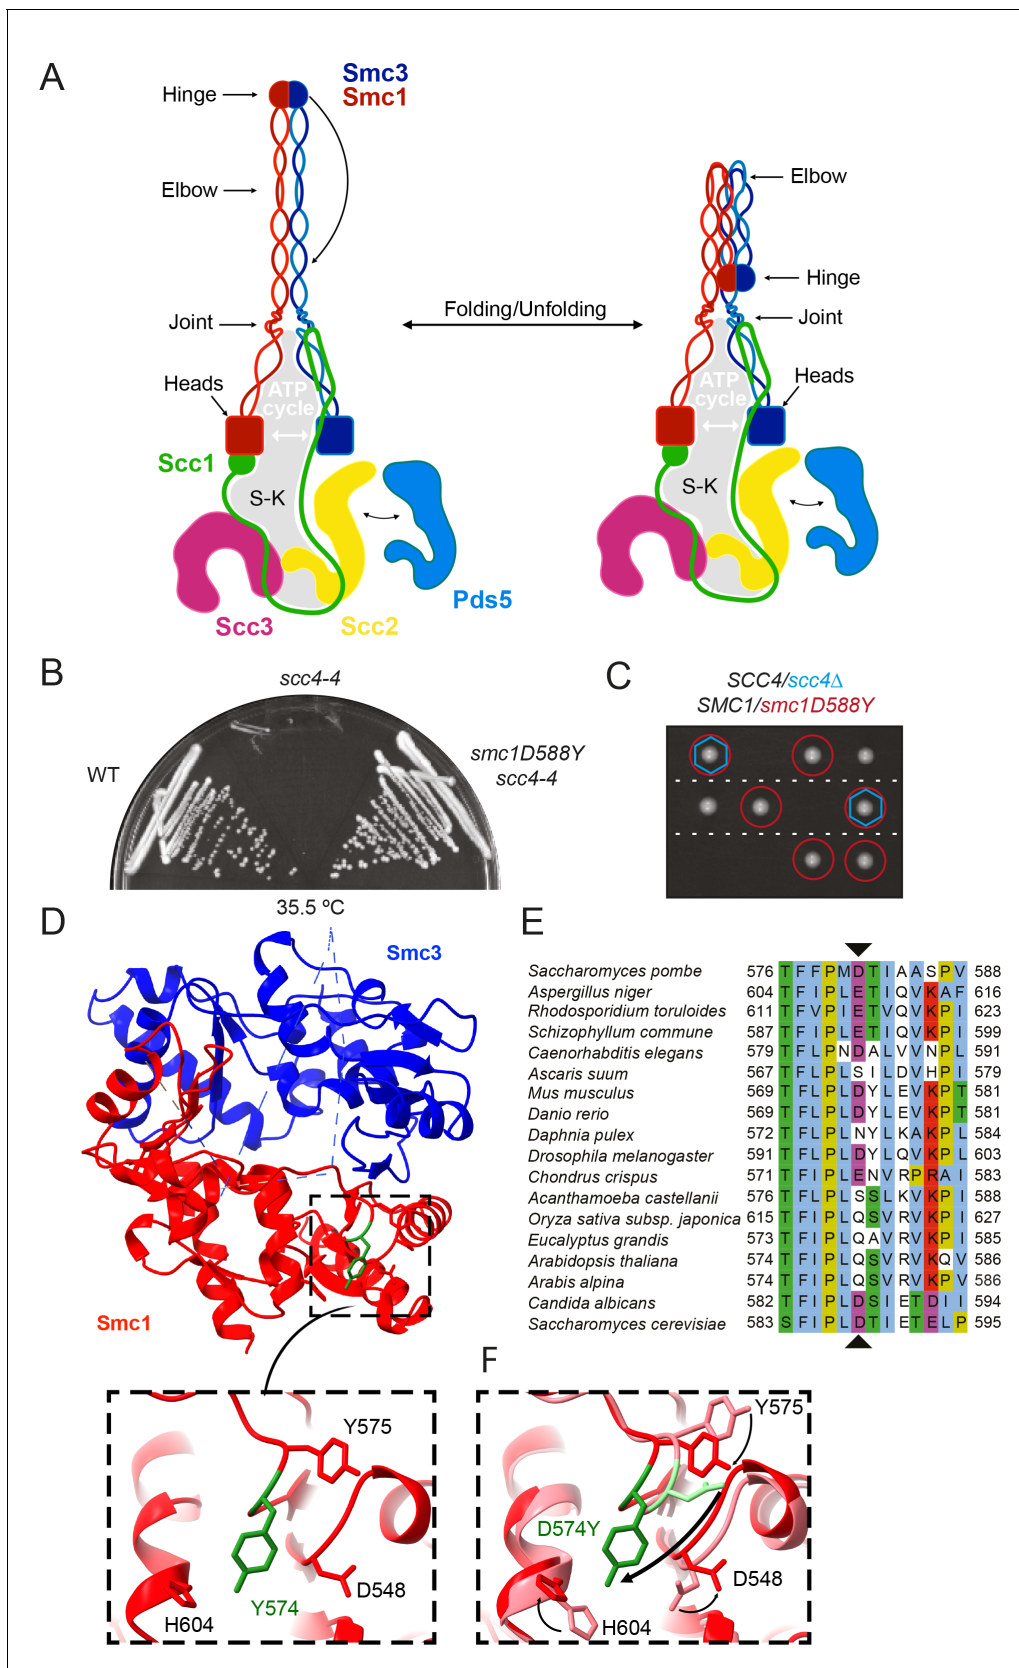 A
Smc3
Smc1
Hinge
Elbow
Joint
Heads
ATP
cycle
Scc1
S-K
Scc3
Scc2
Pds5
Folding/Unfolding
Elbow
Hinge
Joint
Heads
ATP
cycle
S-K
B
scc4-4
WT
smc1D588Y
scc4-4
35.5 ºC
C
SCC4/scc4Δ
SMC1/smc1D588Y
D
Smc3
Smc1
Y575
Y574
D548
H604
E
Saccharomyces pombe 576 T F F P M D T I A A S P V 588
Aspergillus niger 604 T F I P L E T I Q V K A F 616
Rhodosporidium toruloides 611 T F V P I E T V Q V K P I 623
Schizophyllum commune 587 T F I P L E T I Q V K P I 599
Caenorhabditis elegans 579 T F L P N D A L V V N P L 591
Ascaris suum 567 T F L P L S I L D V H P I 579
Mus musculus 569 T F L P L D Y L E V K P T 581
Danio rerio 569 T F L P L D Y L E V K P T 581
Daphnia pulex 572 T F L P L N Y L K A K P L 584
Drosophila melanogaster 591 T F L P L D Y L Q V K P L 603
Chondrus crispus 571 T F I P L E N V R P R A I 583
Acanthamoeba castellanii 576 T F L P L S S L K V K P I 588
Oryza sativa subsp. japonica 615 T F I P L Q S V R V K P I 627
Eucalyptus grandis 573 T F I P L Q A V R V K P I 585
Arabidopsis thaliana 574 T F I P L Q S V R V K Q V 586
Arabis alpina 574 T F I P L Q S V R V K P V 586
Candida albicans 582 T F I P L D S I E T D I I 594
Saccharomyces cerevisiae 583 S F I P L D T I E T E L P 595
F
Y575
D574Y
D548
H604